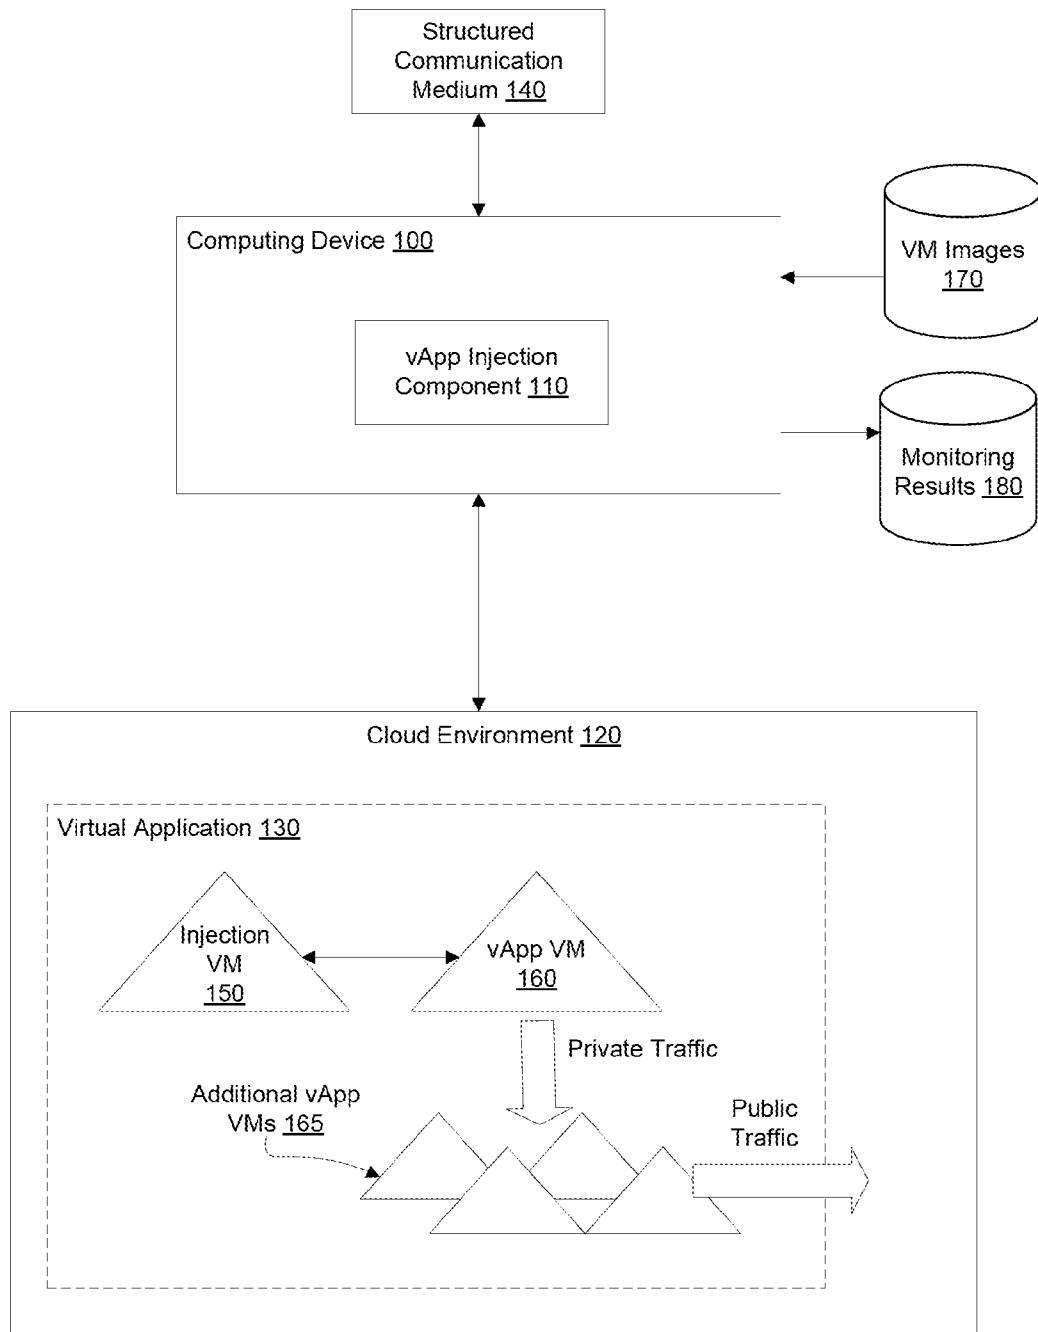 Structured
Communication
Medium 140
Computing Device 100
VM Images
170
vApp Injection
Component 110
Monitoring
Results 180
Cloud Environment 120
Virtual Application 130
Injection
VM
150
vApp VM
160
Private Traffic
Additional vApp
VMs 165
Public
Traffic